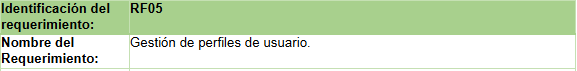 Identificación del RF05
requerimiento:
Nombre del Gestión de perfiles de usuario.
Requerimiento: